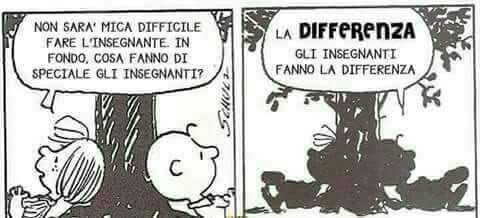 NON SARA' MICA DIFFICILE
FARE L'INSEGNANTE. IN
FONDO, COSA FANNO DI
SPECIALE GLI INSEGNANTI?
SCHULZ
LA DIFFERENZA
GLI INSEGNANTI
FANNO LA DIFFERENZA